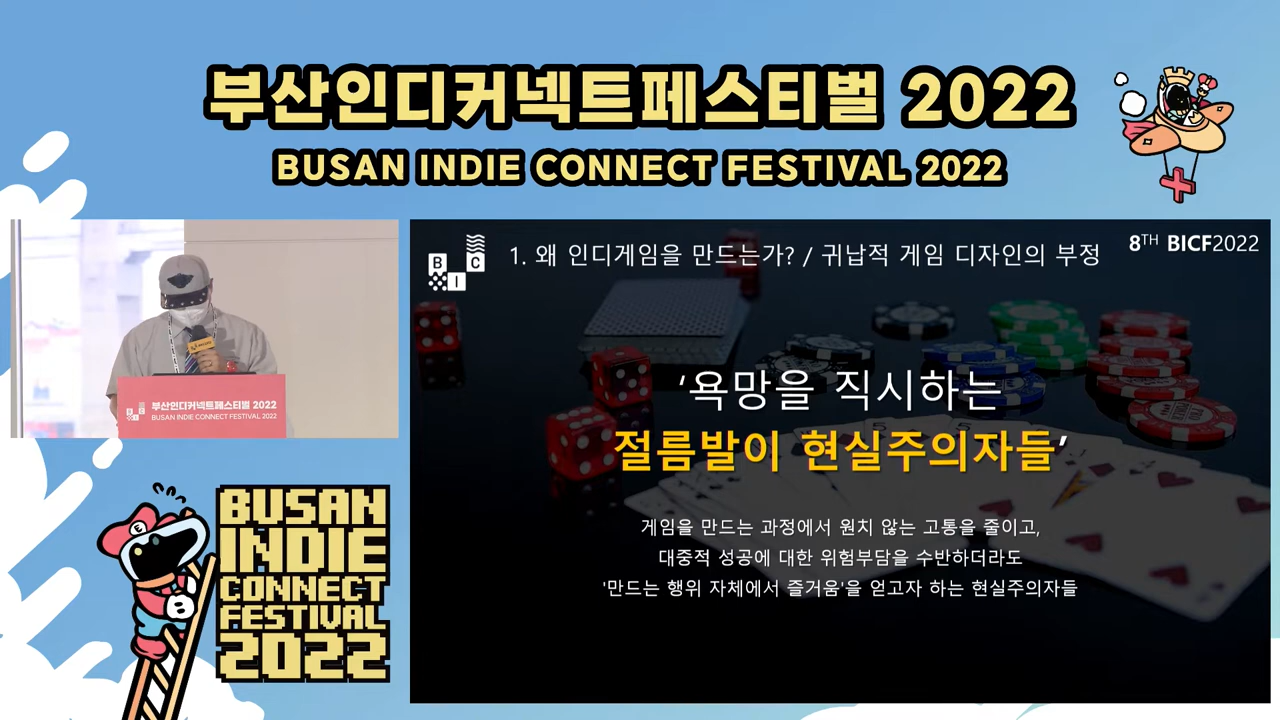 부산인디커넥트페스티벌 2022
BUSAN INDIE CONNECT FESTIVAL 2022
B
C
I
1. 왜 인디게임을 만드는가? / 귀납적 게임 디자인의 부정
8TH BICF2022
'욕망을 직시하는
절름발이 현실주의자들'
게임을 만드는 과정에서 원치 않는 고통을 줄이고,
대중적 성공에 대한 위험부담을 수반하더라도
'만드는 행위 자체에서 즐거움'을 얻고자 하는 현실주의자들
부산인디커넥트페스티벌 2022
BUSAN INDIE CONNECT FESTIVAL 2022
BUSAN
INDIE
CONNECT
FESTIVAL
2022